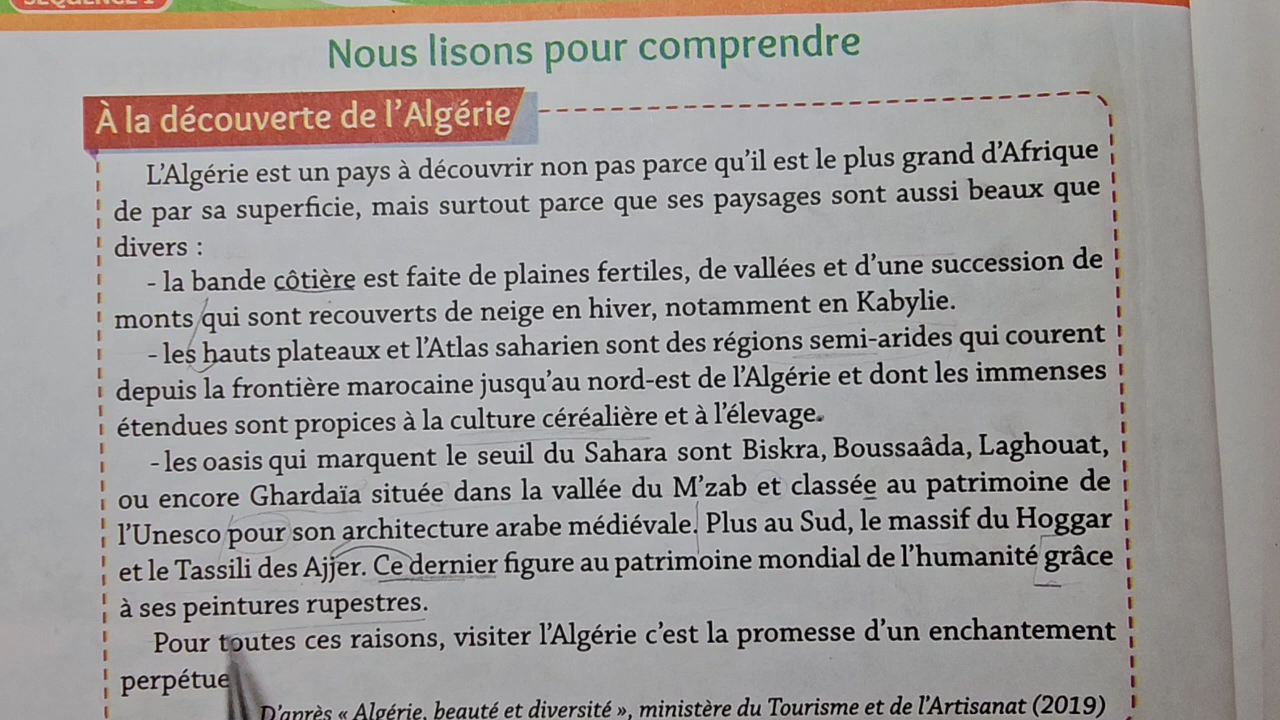 SÉQUENCE 1
Nous lisons pour comprendre
À la découverte de l'Algérie
L'Algérie est un pays à découvrir non pas parce qu'il est le plus grand d'Afrique
de par sa superficie, mais surtout parce que ses paysages sont aussi beaux que
divers :
- la bande côtière est faite de plaines fertiles, de vallées et d'une succession de
monts qui sont recouverts de neige en hiver, notamment en Kabylie.
- les hauts plateaux et l'Atlas saharien sont des régions semi-arides qui courent
depuis la frontière marocaine jusqu'au nord-est de l'Algérie et dont les immenses
étendues sont propices à la culture céréalière et à l'élevage.
- les oasis qui marquent le seuil du Sahara sont Biskra, Boussaâda, Laghouat,
ou encore Ghardaïa située dans la vallée du M'zab et classée au patrimoine de
l'Unesco pour son architecture arabe médiévale. Plus au Sud, le massif du Hoggar
et le Tassili des Ajjer. Ce dernier figure au patrimoine mondial de l'humanité grâce
à ses peintures rupestres.
Pour toutes ces raisons, visiter l'Algérie c'est la promesse d'un enchantement
perpétue
D'après « Algérie, beauté et diversité », ministère du Tourisme et de l'Artisanat (2019)